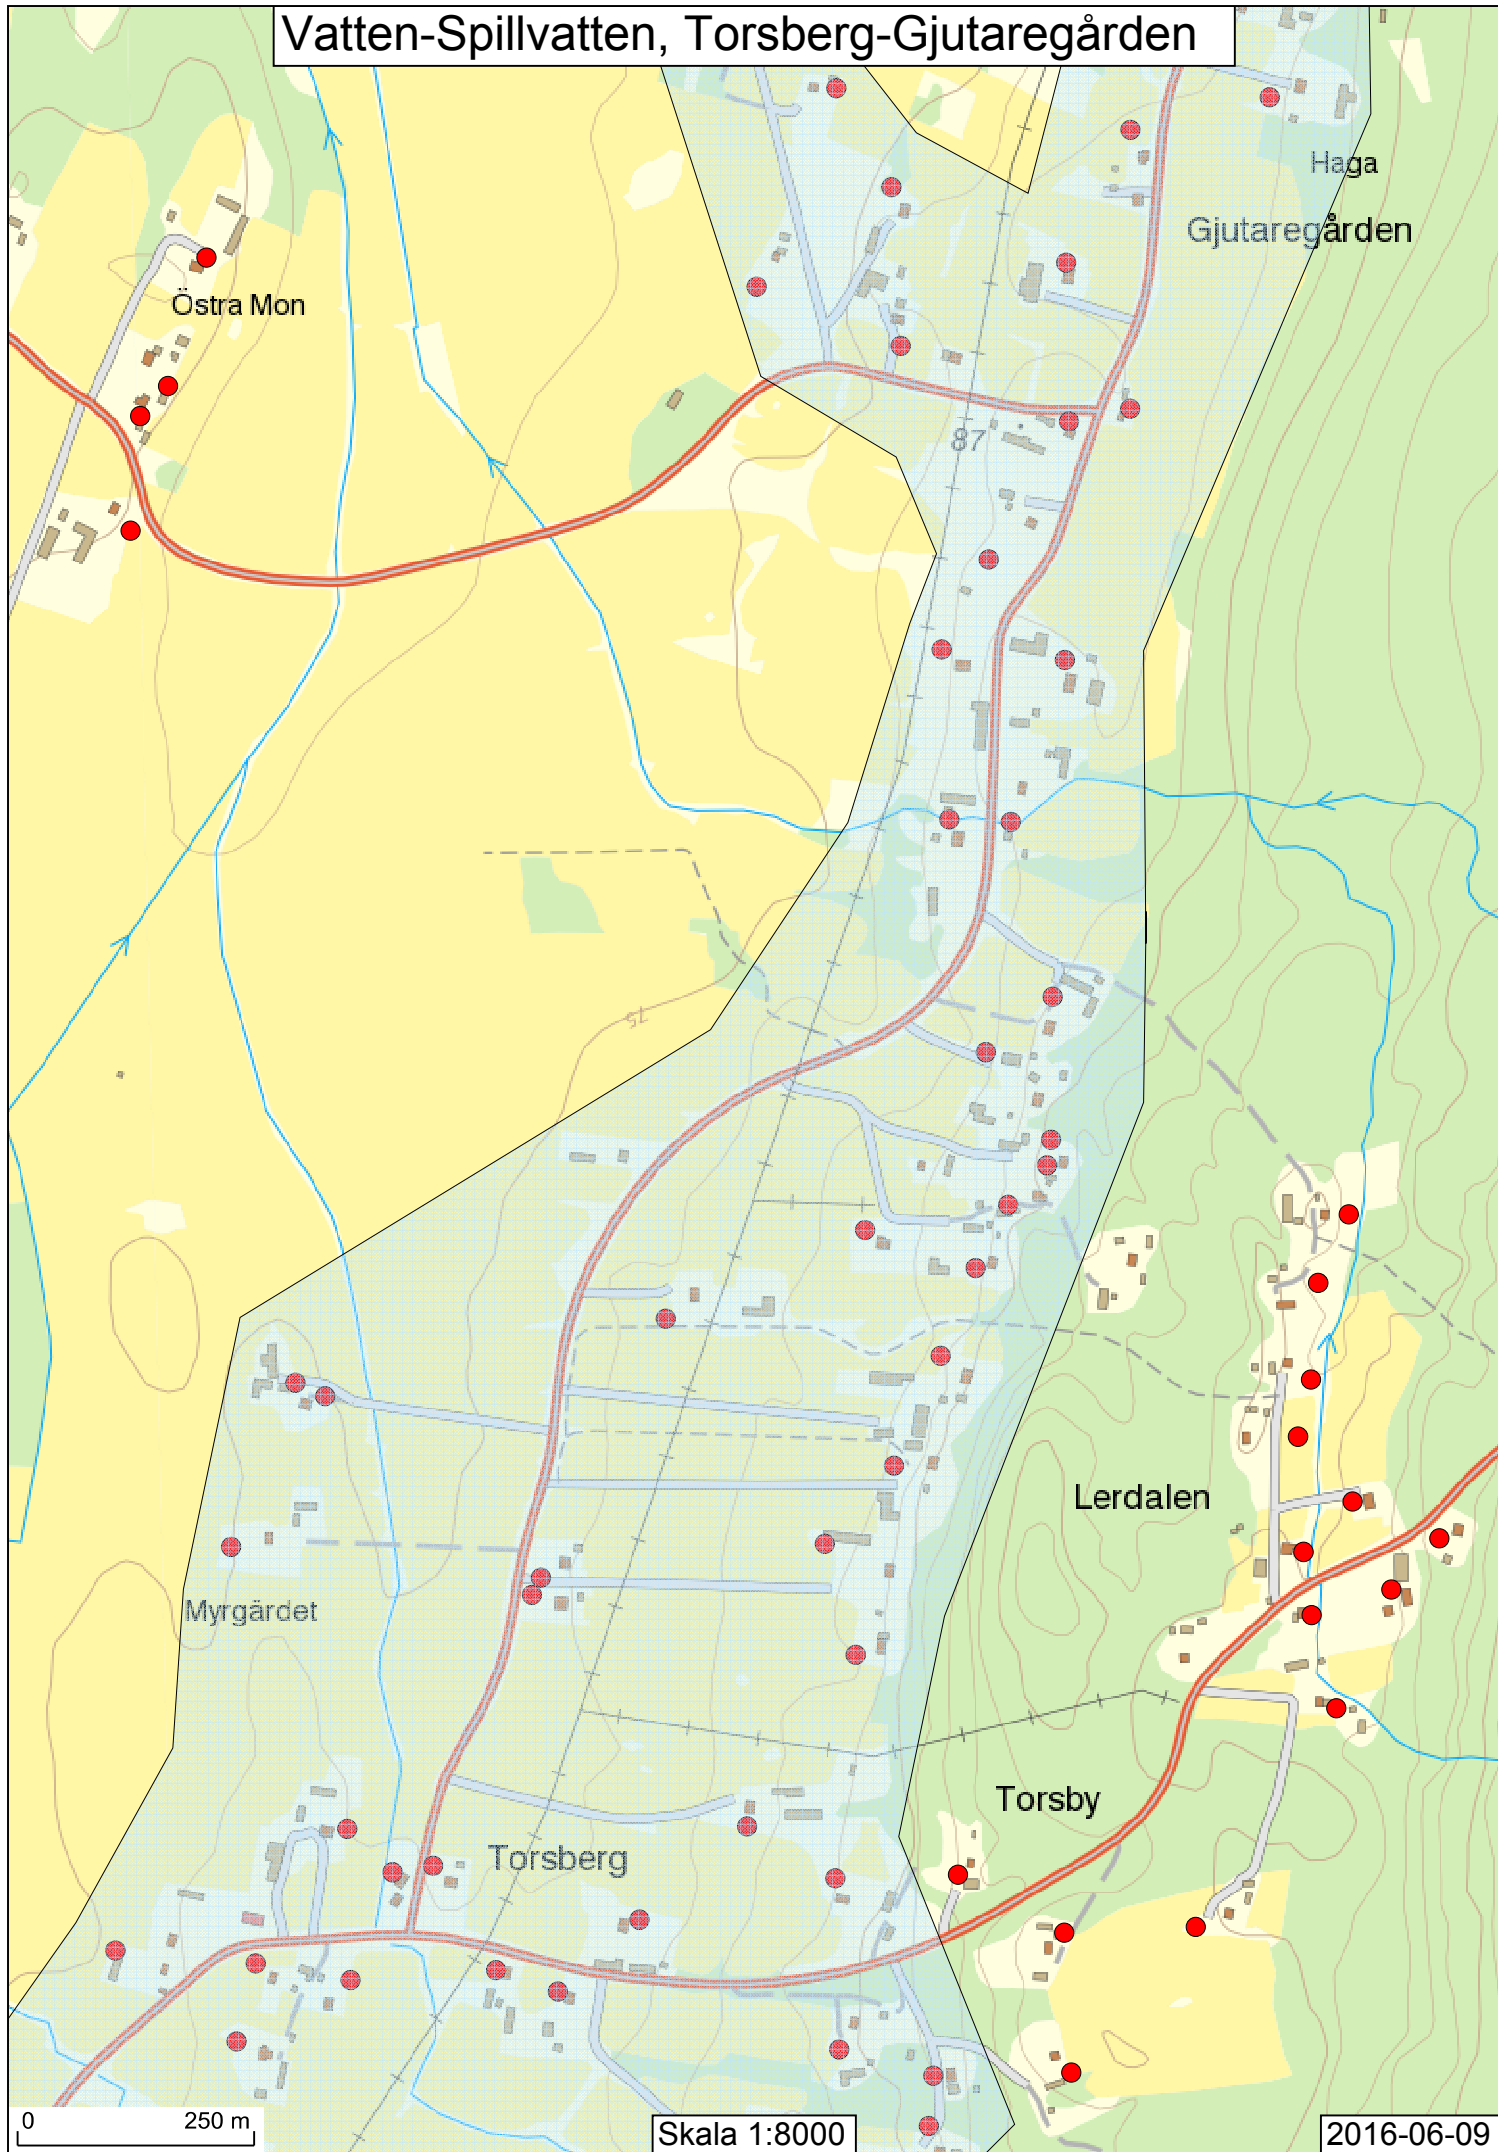 Vatten-Spillvatten, Torsberg-Gjutaregården
Haga
Gjutaregården
Östra Mon
87
75
Lerdalen
Myrgärdet
Torsby
Torsberg
0 250 m
Skala 1:8000
2016-06-09